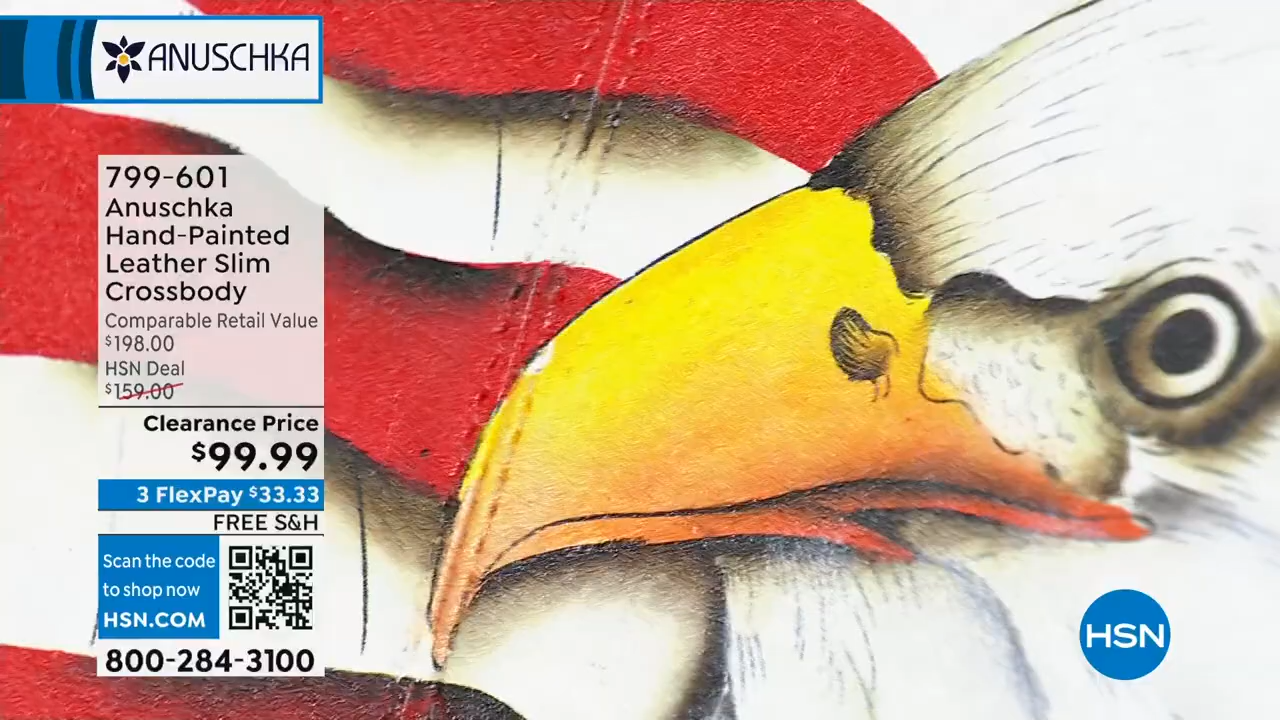 ANUSCHKA
799-601
Anuschka
Hand-Painted
Leather Slim
Crossbody
Comparable Retail Value
$198.00
HSN Deal
$159.00
Clearance Price
$99.99
3 FlexPay $33.33
FREE S&H
Scan the code
to shop now
HSN.COM
800-284-3100
HSN